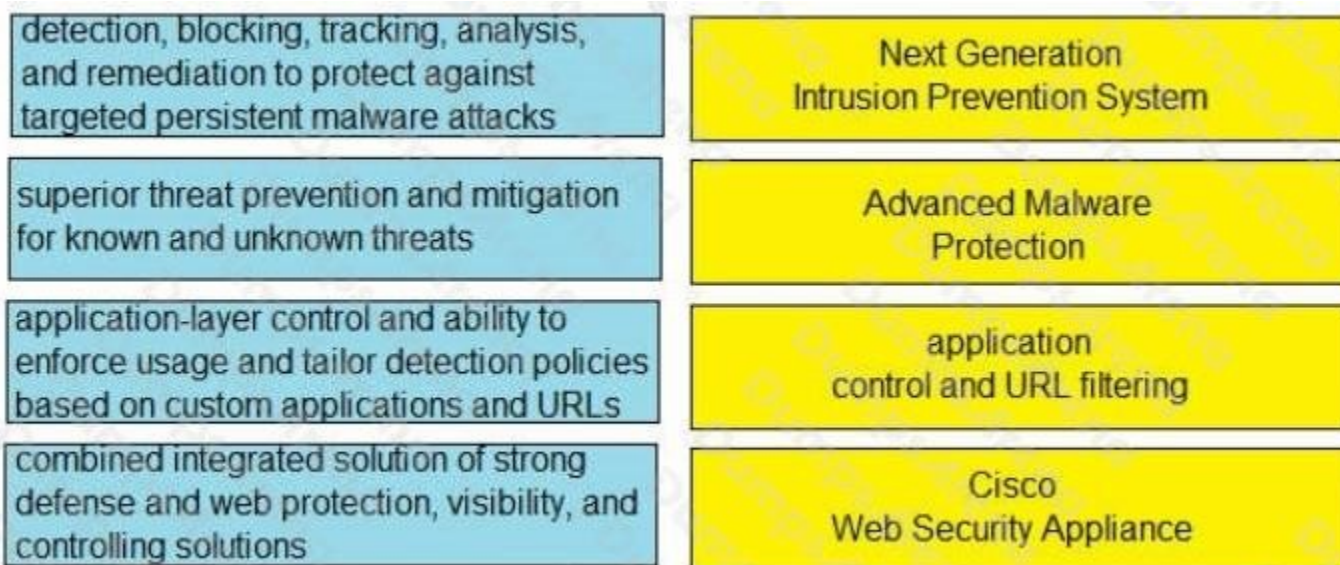 detection, blocking, tracking, analysis,
and remediation to protect against
targeted persistent malware attacks
Next Generation
Intrusion Prevention System
superior threat prevention and mitigation
for known and unknown threats
Advanced Malware
Protection
application-layer control and ability to
enforce usage and tailor detection policies
based on custom applications and URLs
application
control and URL filtering
combined integrated solution of strong
defense and web protection, visibility, and
controlling solutions
Cisco
Web Security Appliance